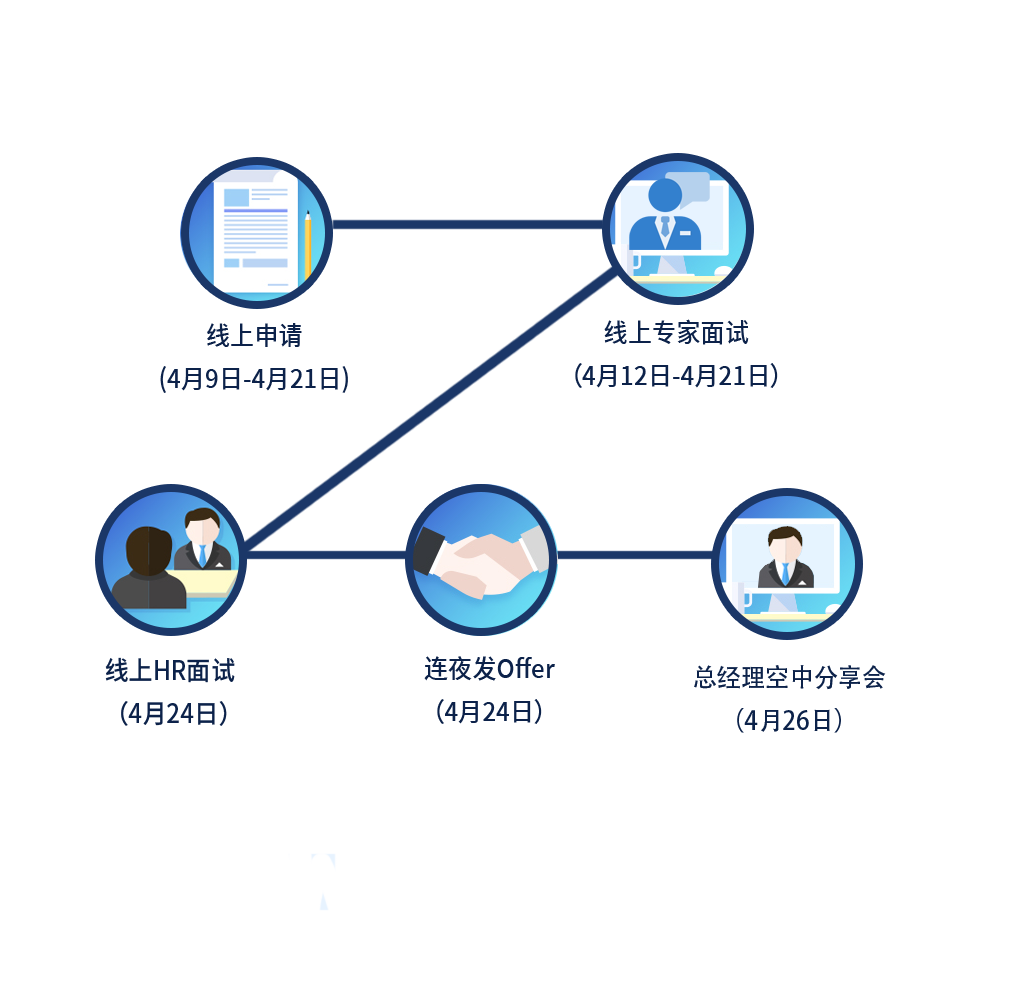 线上申请
(4月9日-4月21日)
线上专家面试
（4月12日-4月21日）
线上HR面试
（4月24日）
连夜发Offer
（4月24日）
总经理空中分享会
（4月26日）